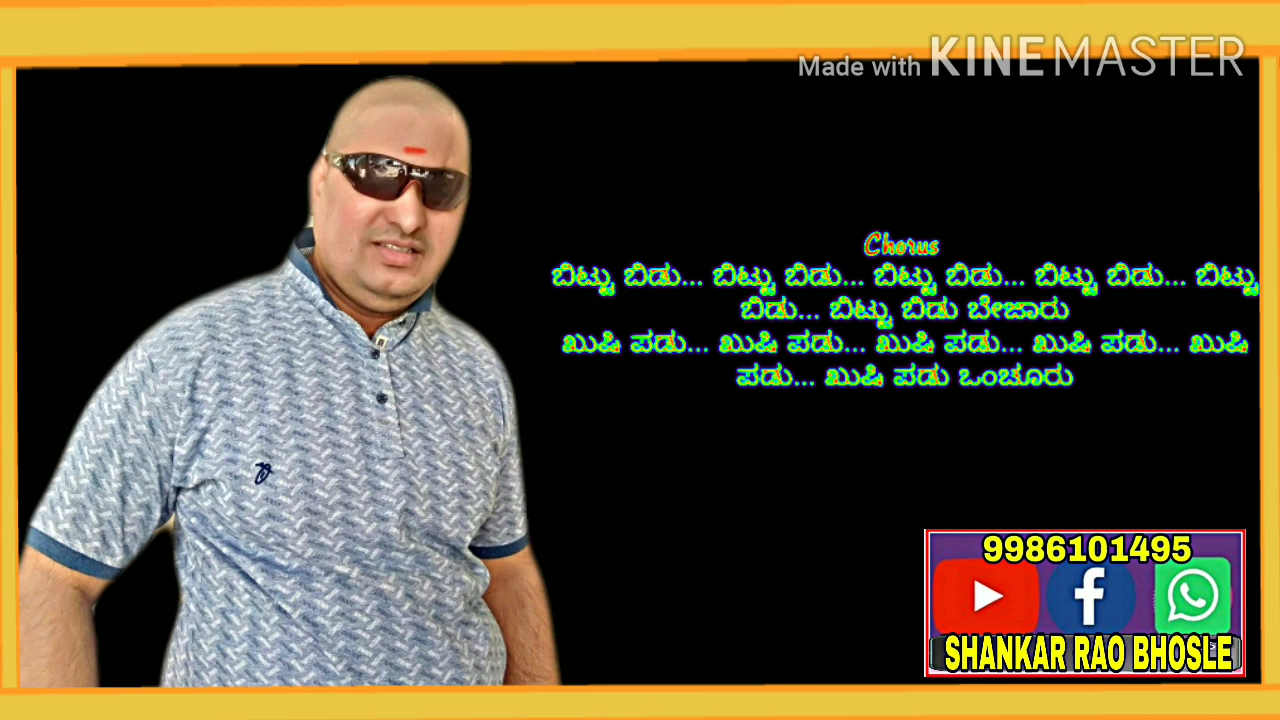 Made with KINEMASTER
Chorus
ಬಿಟ್ಟು ಬಿಡು... ಬಿಟ್ಟು ಬಿಡು... ಬಿಟ್ಟು ಬಿಡು... ಬಿಟ್ಟು ಬಿಡು... ಬಿಟ್ಟು
ಬಿಡು... ಬಿಟ್ಟು ಬಿಡು ಬೇಜಾರು
ಖುಷಿ ಪಡು... ಖುಷಿ ಪಡು... ಖುಷಿ ಪಡು... ಖುಷಿ ಪಡು... ಖುಷಿ
ಪಡು... ಖುಷಿ ಪಡು ಒಂಚೂರು
9986101495
SHANKAR RAO BHOSLE